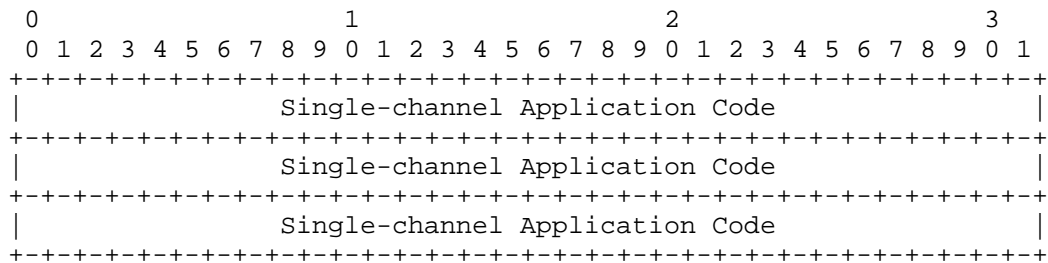 0                   1                   2                   3
 0 1 2 3 4 5 6 7 8 9 0 1 2 3 4 5 6 7 8 9 0 1 2 3 4 5 6 7 8 9 0 1
+-+-+-+-+-+-+-+-+-+-+-+-+-+-+-+-+-+-+-+-+-+-+-+-+-+-+-+-+-+-+-+-+
|                Single-channel Application Code                |
+-+-+-+-+-+-+-+-+-+-+-+-+-+-+-+-+-+-+-+-+-+-+-+-+-+-+-+-+-+-+-+-+
|                Single-channel Application Code                |
+-+-+-+-+-+-+-+-+-+-+-+-+-+-+-+-+-+-+-+-+-+-+-+-+-+-+-+-+-+-+-+-+
|                Single-channel Application Code                |
+-+-+-+-+-+-+-+-+-+-+-+-+-+-+-+-+-+-+-+-+-+-+-+-+-+-+-+-+-+-+-+-+